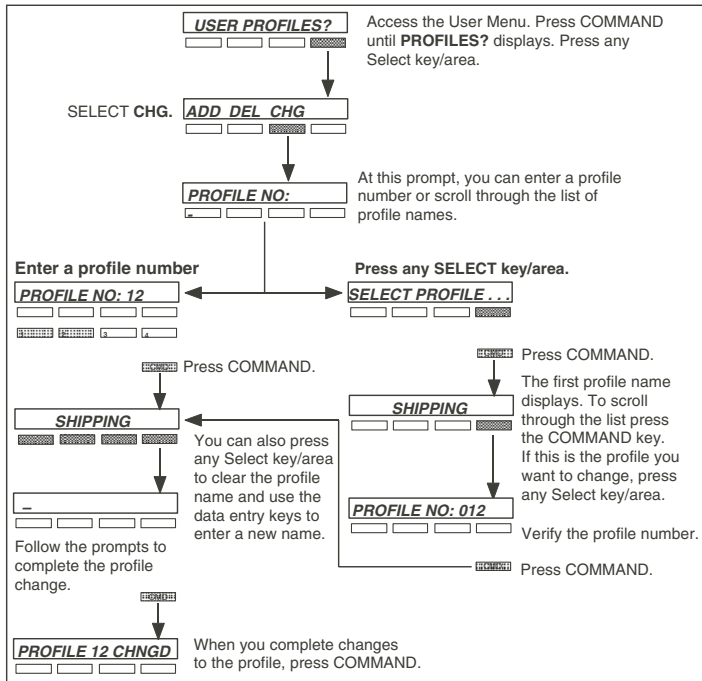 USER PROFILES?
Access the User Menu. Press COMMAND
until PROFILES? displays. Press any
Select key/area.
SELECT CHG.
ADD DEL CHG
PROFILE NO:
-
At this prompt, you can enter a profile
number or scroll through the list of
profile names.
Enter a profile number
PROFILE NO: 12
1 2 3 4
CMD Press COMMAND.
SHIPPING
You can also press
any Select key/area
to clear the profile
name and use the
data entry keys to
enter a new name.
_
Follow the prompts to
complete the profile
change.
CMD
PROFILE 12 CHNGD
When you complete changes
to the profile, press COMMAND.
Press any SELECT key/area.
SELECT PROFILE . . .
CMD Press COMMAND.
The first profile name
displays. To scroll
through the list press
the COMMAND key.
If this is the profile you
want to change, press
any Select key/area.
SHIPPING
PROFILE NO: 012
Verify the profile number.
CMD Press COMMAND.